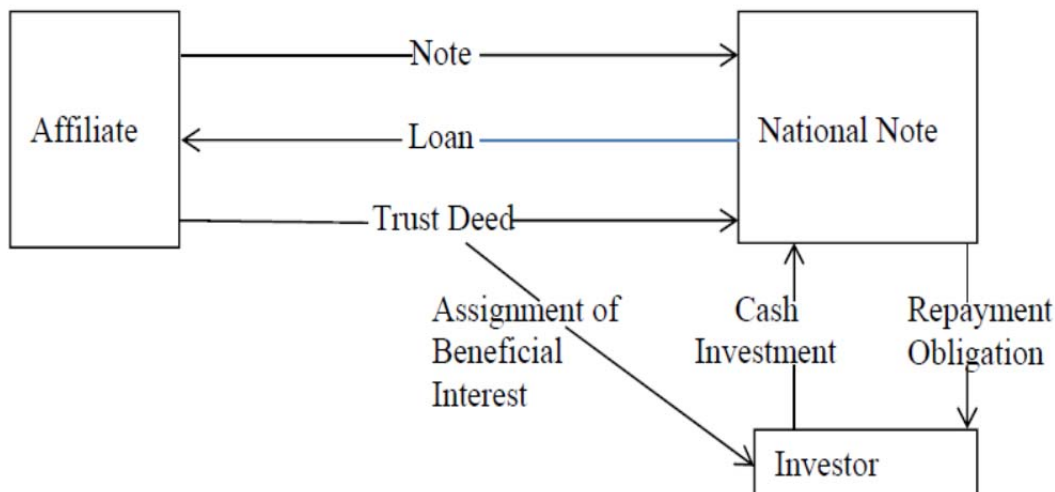 Note
Affiliate
Loan
National Note
Trust Deed
Assignment of
Beneficial
Interest
Cash
Investment
Repayment
Obligation
Investor